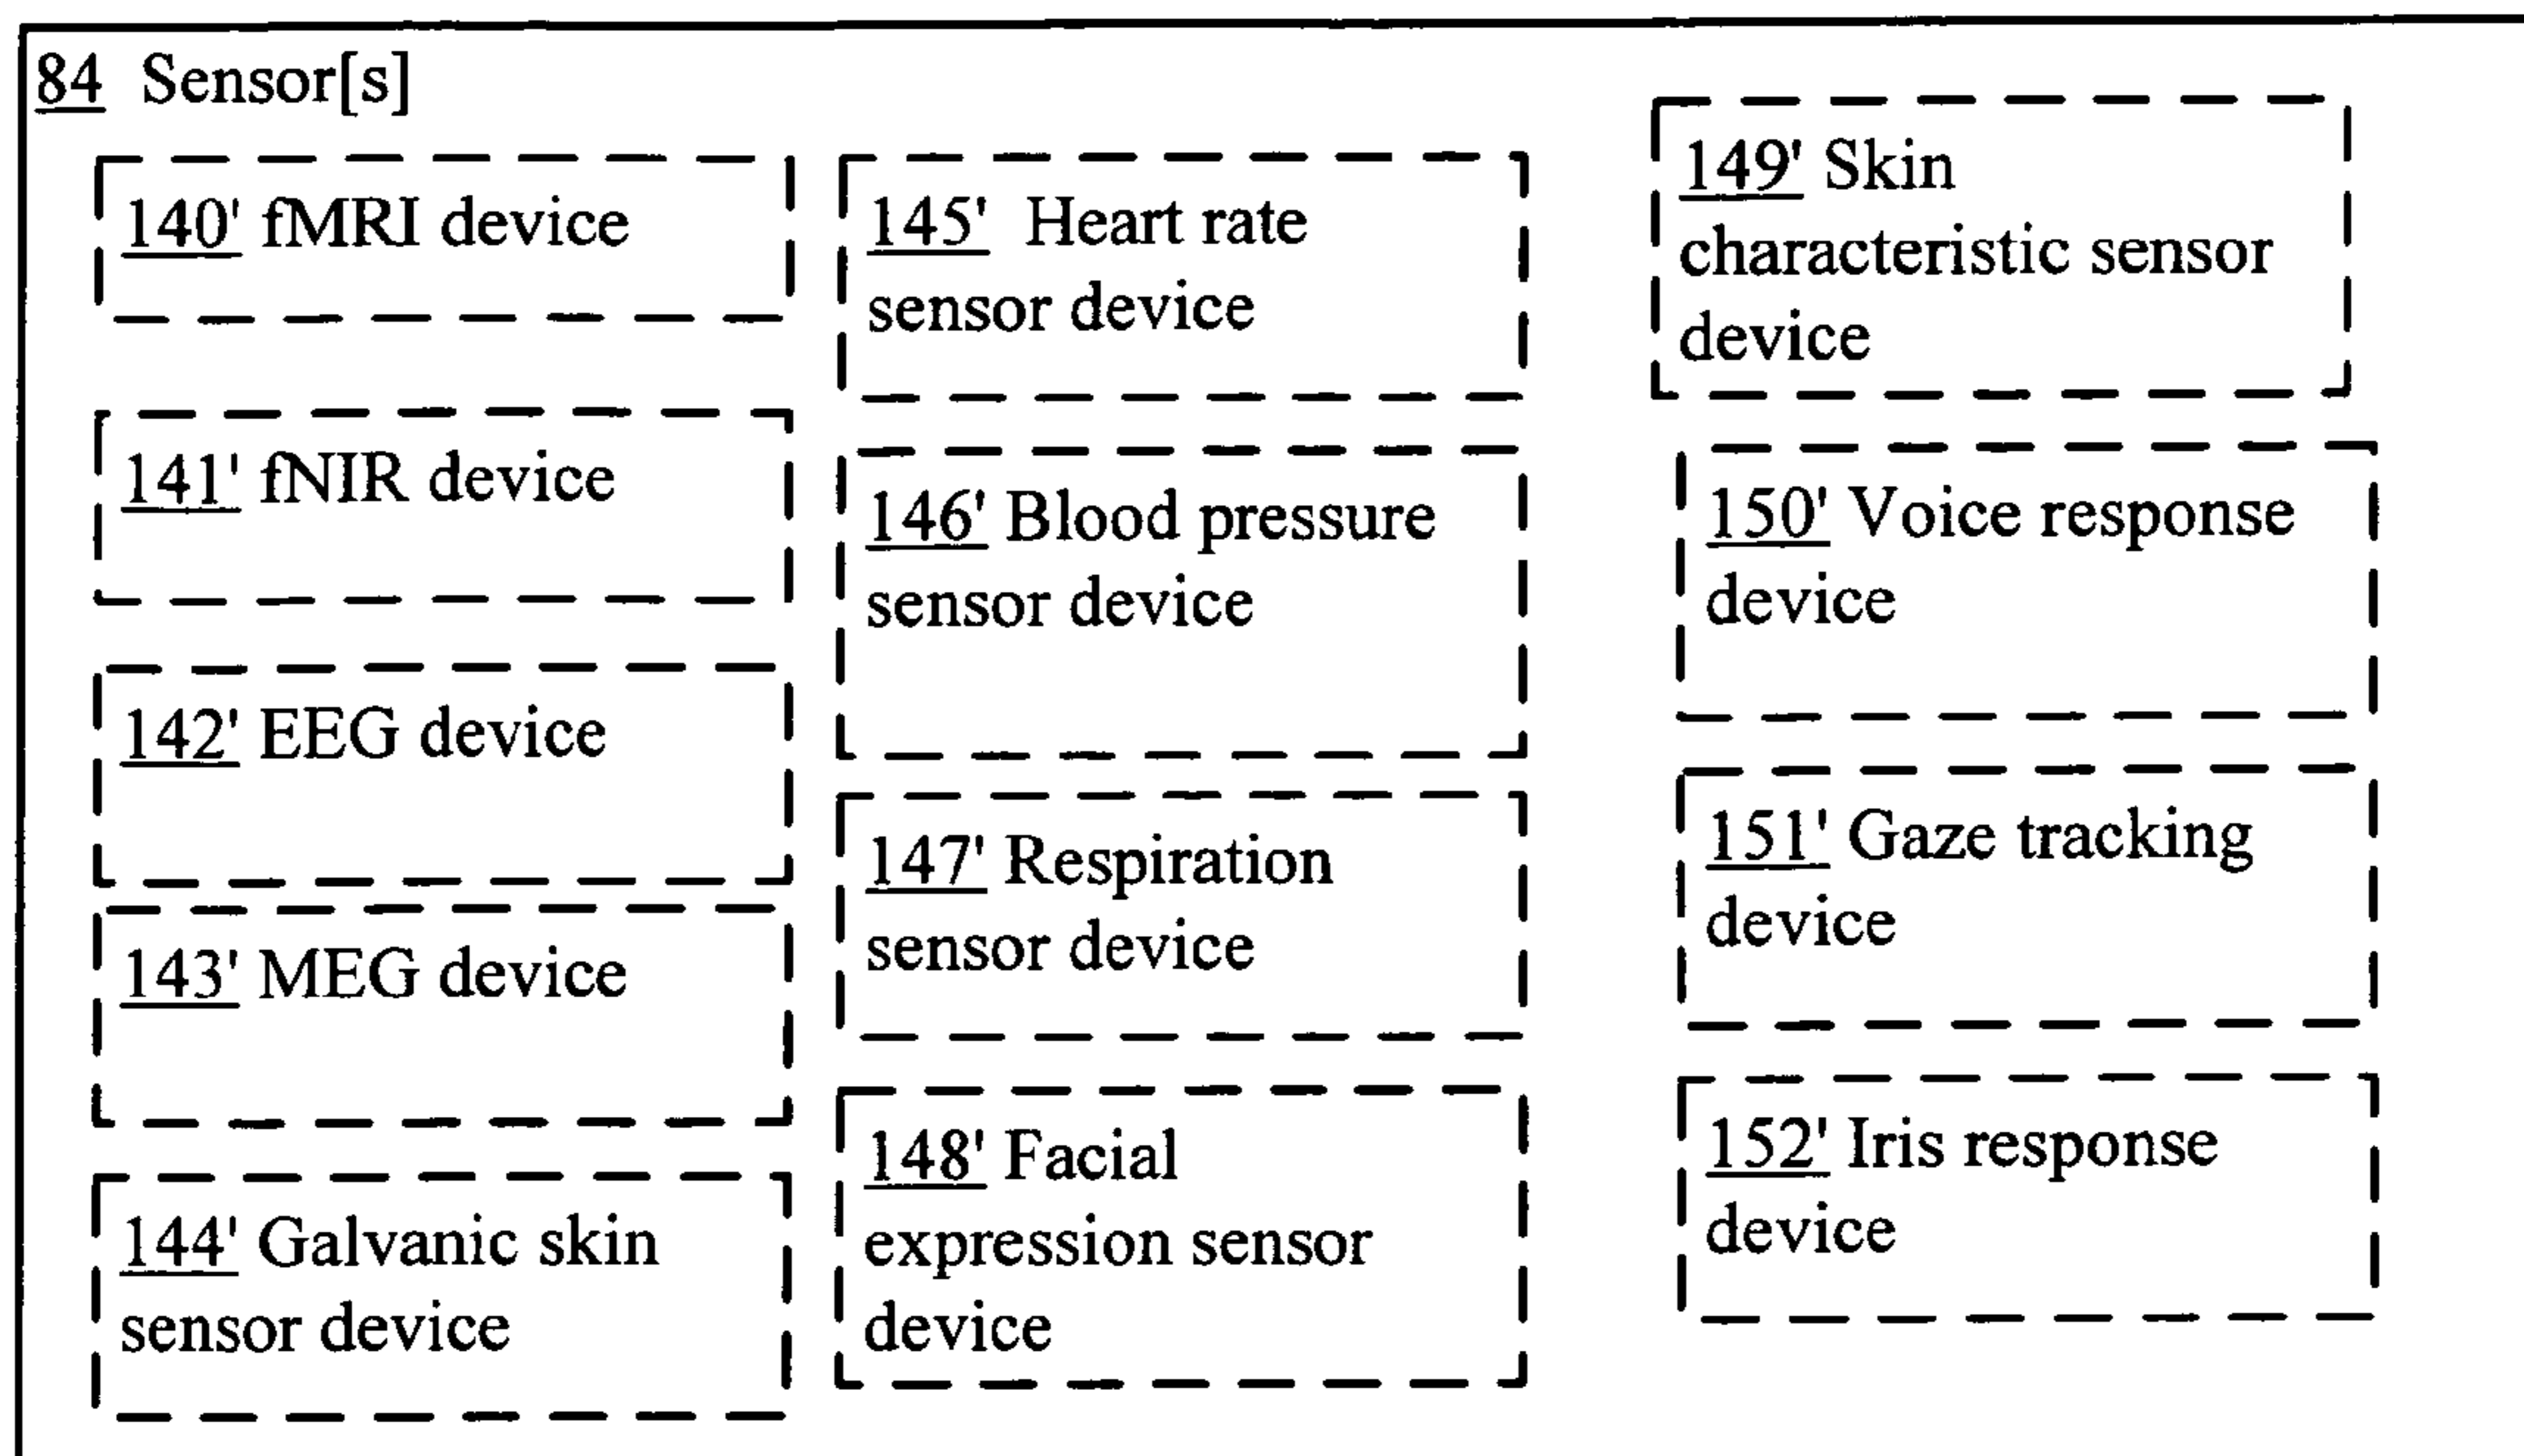 84 Sensor[s]
140' fMRI device
141' fNIR device
142' EEG device
143' MEG device
144' Galvanic skin
sensor device
145' Heart rate
sensor device
146' Blood pressure
sensor device
147' Respiration
sensor device
148' Facial
expression sensor
device
149' Skin
characteristic sensor
device
150' Voice response
device
151' Gaze tracking
device
152' Iris response
device